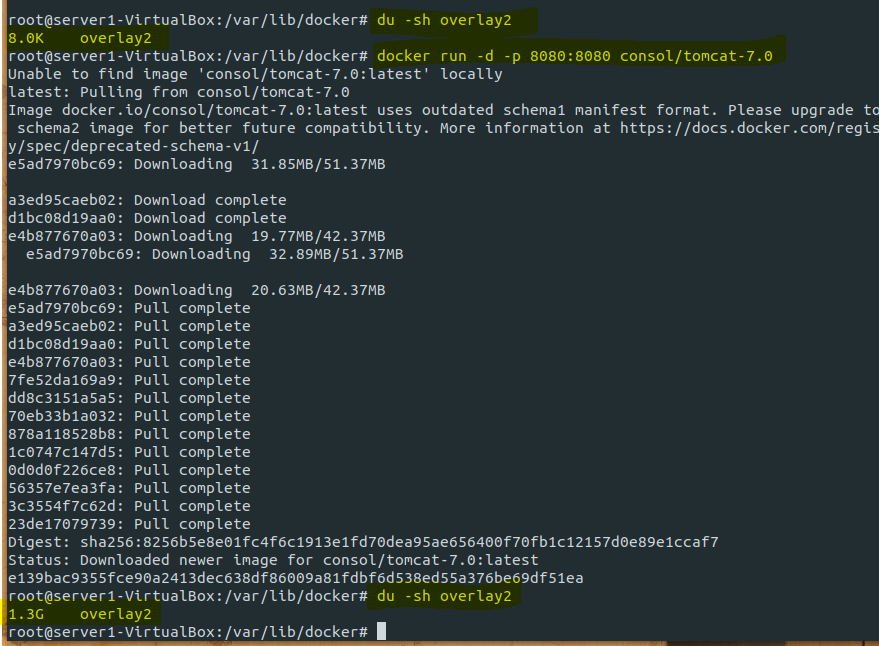 root@server1-VirtualBox:/var/lib/docker# du -sh overlay2
8.0K    overlay2
root@server1-VirtualBox:/var/lib/docker# docker run -d -p 8080:8080 consol/tomcat-7.0
Unable to find image 'consol/tomcat-7.0:latest' locally
latest: Pulling from consol/tomcat-7.0
Image docker.io/consol/tomcat-7.0:latest uses outdated schema1 manifest format. Please upgrade to
 schema2 image for better future compatibility. More information at https://docs.docker.com/regis
y/spec/deprecated-schema-v1/
e5ad7970bc69: Downloading  31.85MB/51.37MB
a3ed95caeb02: Download complete
d1bc08d19aa0: Download complete
e4b877670a03: Downloading  19.77MB/42.37MB
  e5ad7970bc69: Downloading  32.89MB/51.37MB
e4b877670a03: Downloading  20.63MB/42.37MB
e5ad7970bc69: Pull complete
a3ed95caeb02: Pull complete
d1bc08d19aa0: Pull complete
e4b877670a03: Pull complete
7fe52da169a9: Pull complete
dd8c3151a5a5: Pull complete
70eb33b1a032: Pull complete
878a118528b8: Pull complete
1c0747c147d5: Pull complete
0d0d0f226ce8: Pull complete
56357e7ea3fa: Pull complete
3c3554f7c62d: Pull complete
23de17079739: Pull complete
Digest: sha256:8256b5e8e01fc4f6c1913e1fd70dea95ae656400f70fb1c12157d0e89e1ccaf7
Status: Downloaded newer image for consol/tomcat-7.0:latest
e139bac9355fce90a2413dec638df86009a81fdbf6d538ed55a376be69df51ea
root@server1-VirtualBox:/var/lib/docker# du -sh overlay2
1.3G    overlay2
root@server1-VirtualBox:/var/lib/docker#